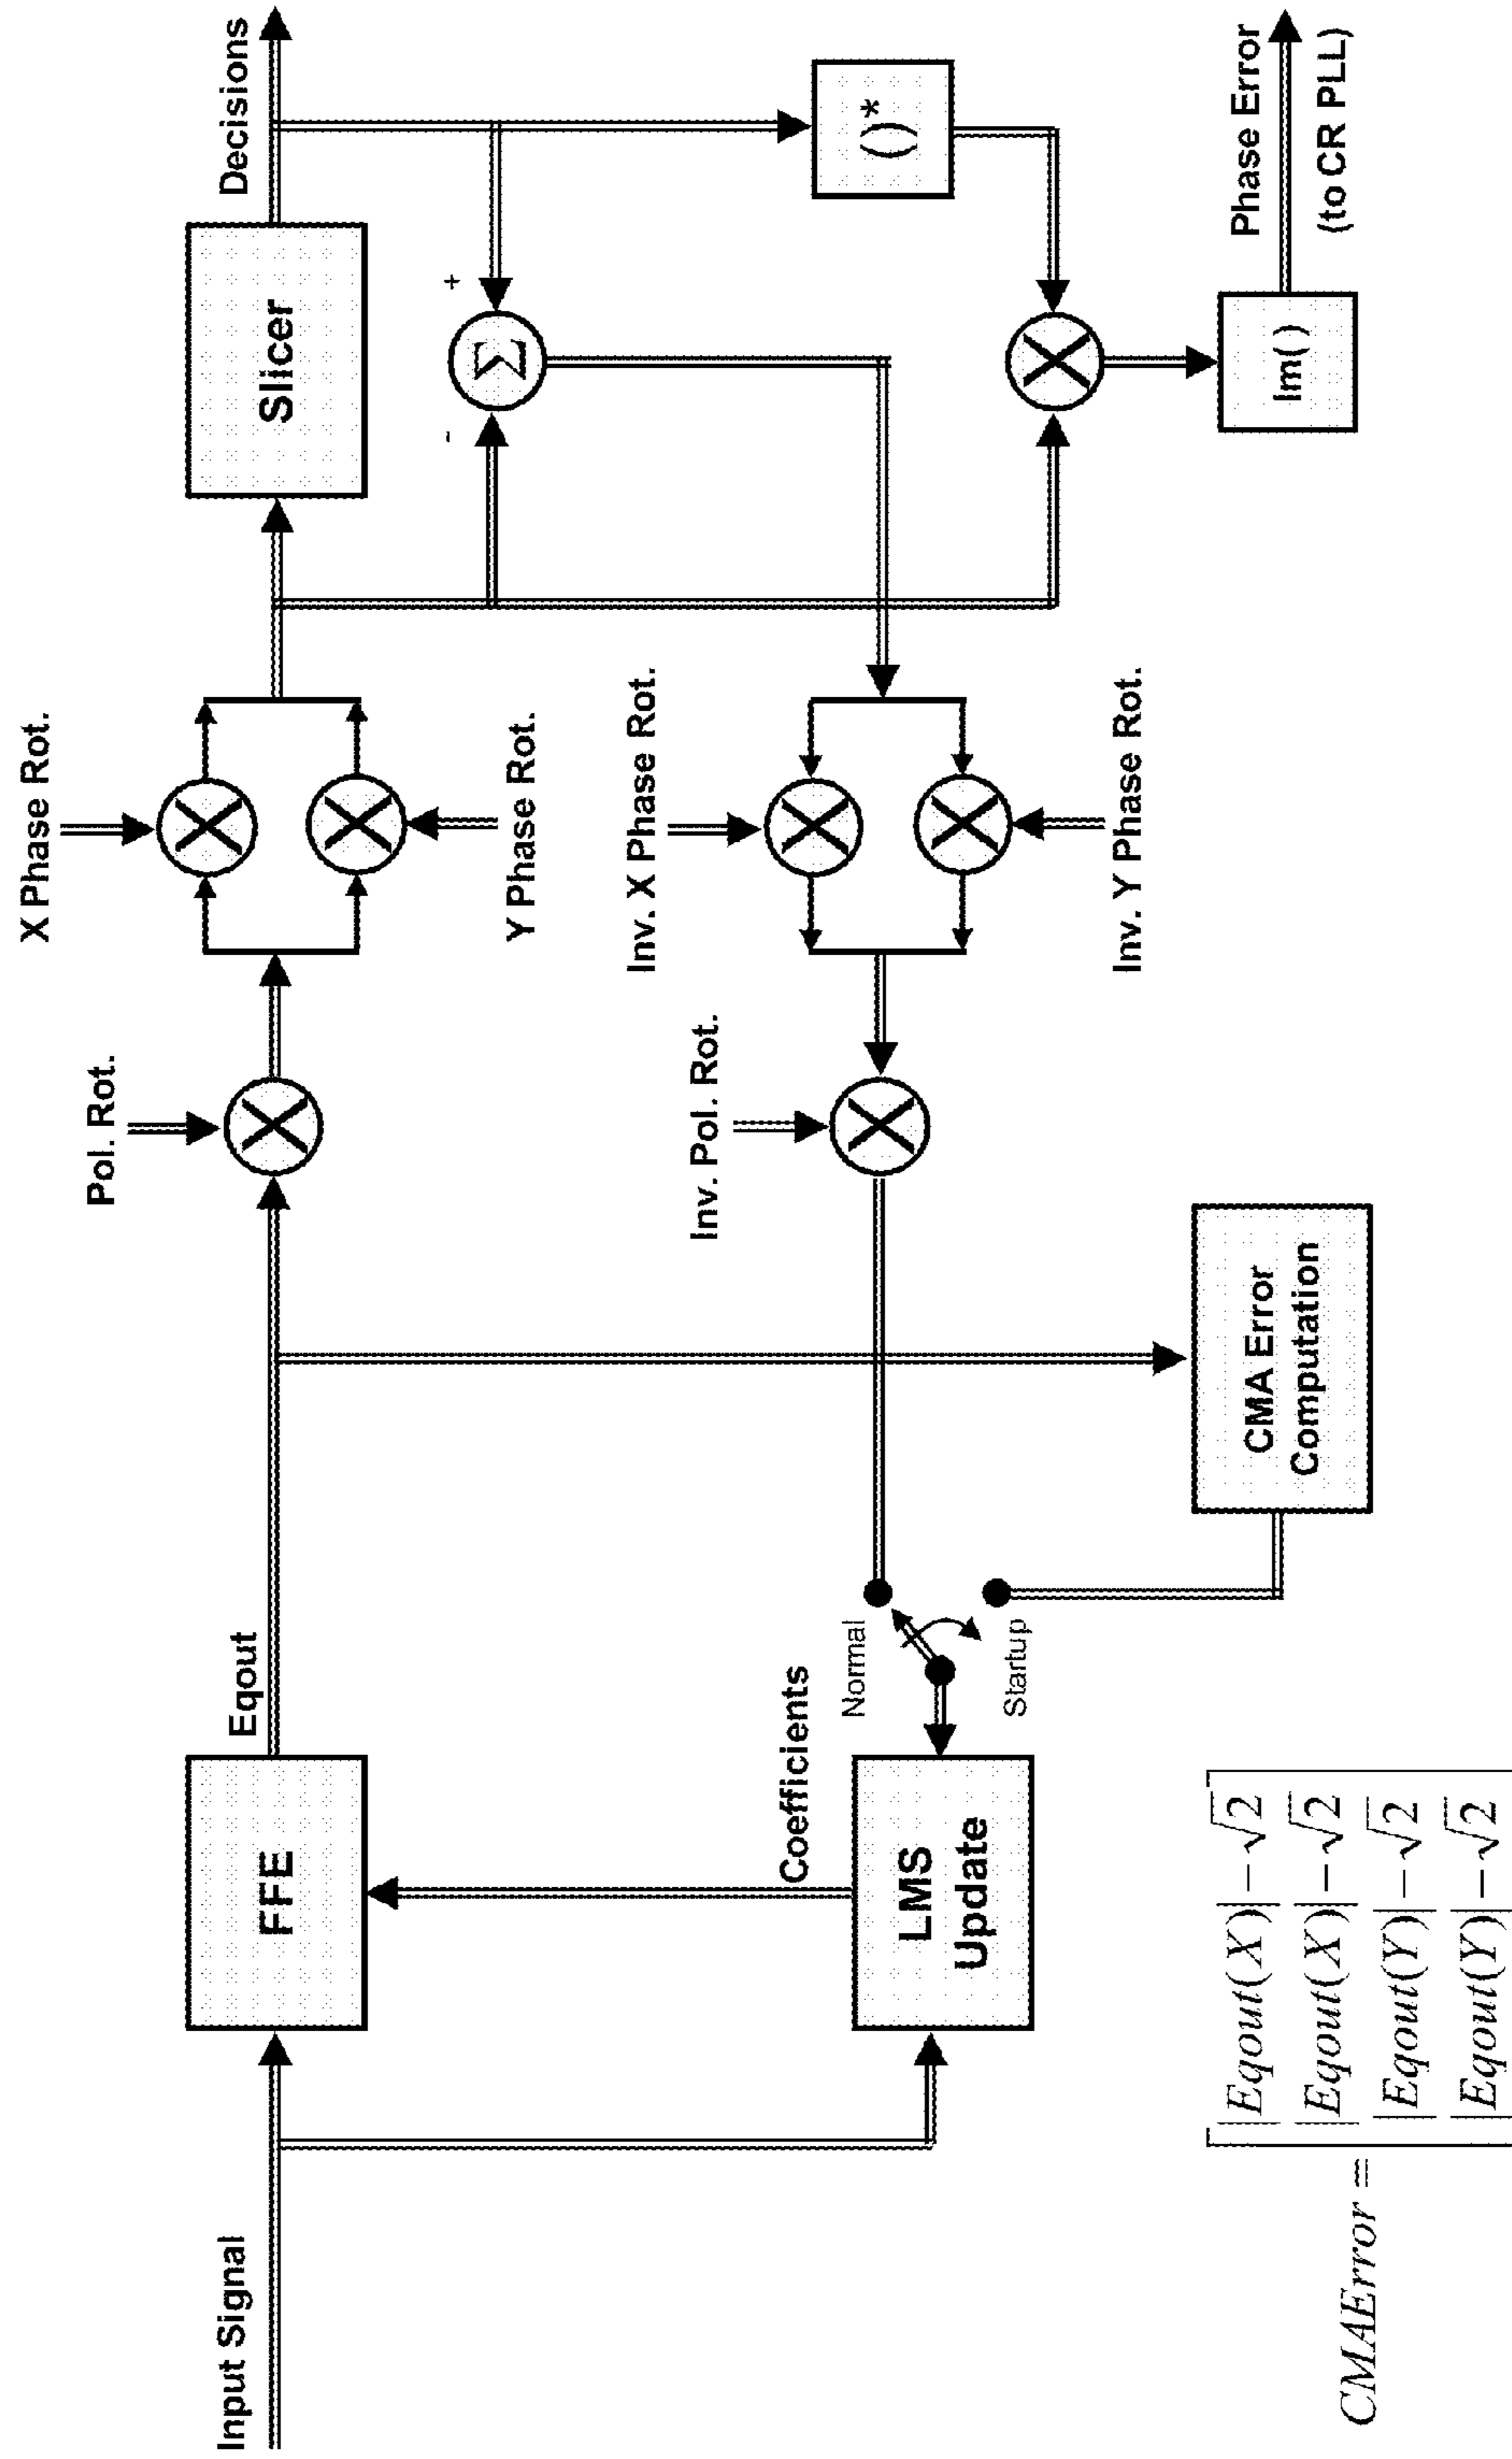 Input Signal
FFE
Eqout
Pol. Rot.
X Phase Rot.
Y Phase Rot.
Slicer
Decisions
+
-
Σ
()*
LMS
Update
Coefficients
Normal
Startup
Inv. Pol. Rot.
Inv. X Phase Rot.
Inv. Y Phase Rot.
CMA Error
Computation
Im( )
Phase Error
(to CR PLL)
CMAError =
|Eqout(X)|−√2
|Eqout(X)|−√2
|Eqout(Y)|−√2
|Eqout(Y)|−√2